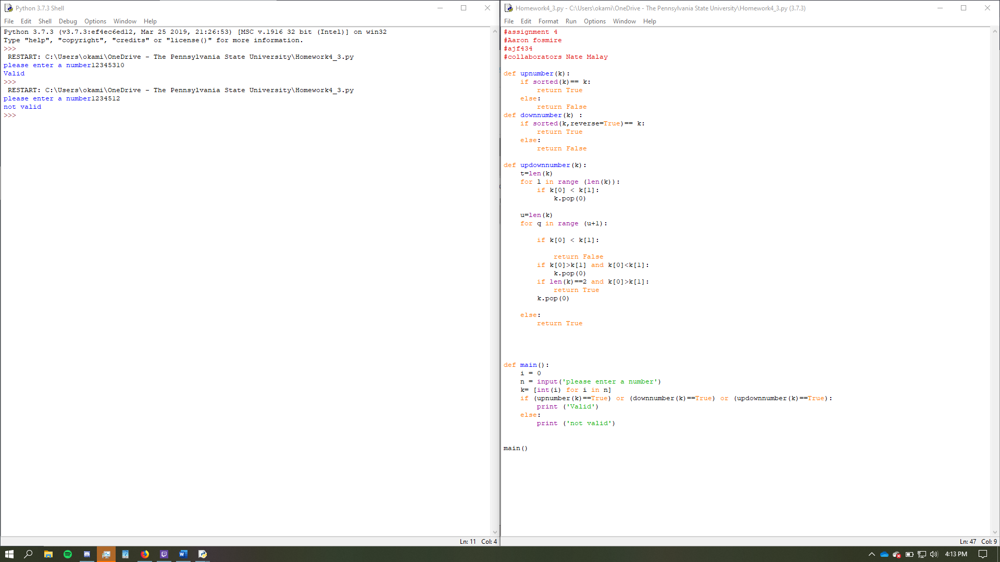 Python 3.7.3 Shell
File Edit Shell Debug Options Window Help
Python 3.7.3 (v3.7.3:ef4ec6ed12, Mar 25 2019, 21:26:53) [MSC v.1916 32 bit (Intel)] on win32
Type "help", "copyright", "credits" or "license()" for more information.
>>>
 RESTART: C:\Users\okami\OneDrive - The Pennsylvania State University\Homework4_3.py
please enter a number12345310
Valid
>>>
 RESTART: C:\Users\okami\OneDrive - The Pennsylvania State University\Homework4_3.py
please enter a number1234512
not valid
>>>
Ln: 11 Col: 4
Homework4_3.py - C:\Users\okami\OneDrive - The Pennsylvania State University\Homework4_3.py (3.7.3)
File Edit Format Run Options Window Help
#assignment 4
#Aaron fosmire
#ajf434
#collaborators Nate Malay
def upnumber(k):
    if sorted(k)== k:
        return True
    else:
        return False
def downnumber(k) :
    if sorted(k,reverse=True)== k:
        return True
    else:
        return False
def updownnumber(k):
    t=len(k)
    for l in range (len(k)):
        if k[0] < k[1]:
            k.pop(0)
    u=len(k)
    for q in range (u+1):
        if k[0] < k[1]:
            return False
        if k[0]>k[1] and k[0]<k[1]:
            k.pop(0)
        if len(k)==2 and k[0]>k[1]:
            return True
        k.pop(0)
    else:
        return True
def main():
    i = 0
    n = input('please enter a number')
    k= [int(i) for i in n]
    if (upnumber(k)==True) or (downnumber(k)==True) or (updownnumber(k)==True):
        print ('Valid')
    else:
        print ('not valid')
main()
Ln: 47 Col: 9
4:13 PM